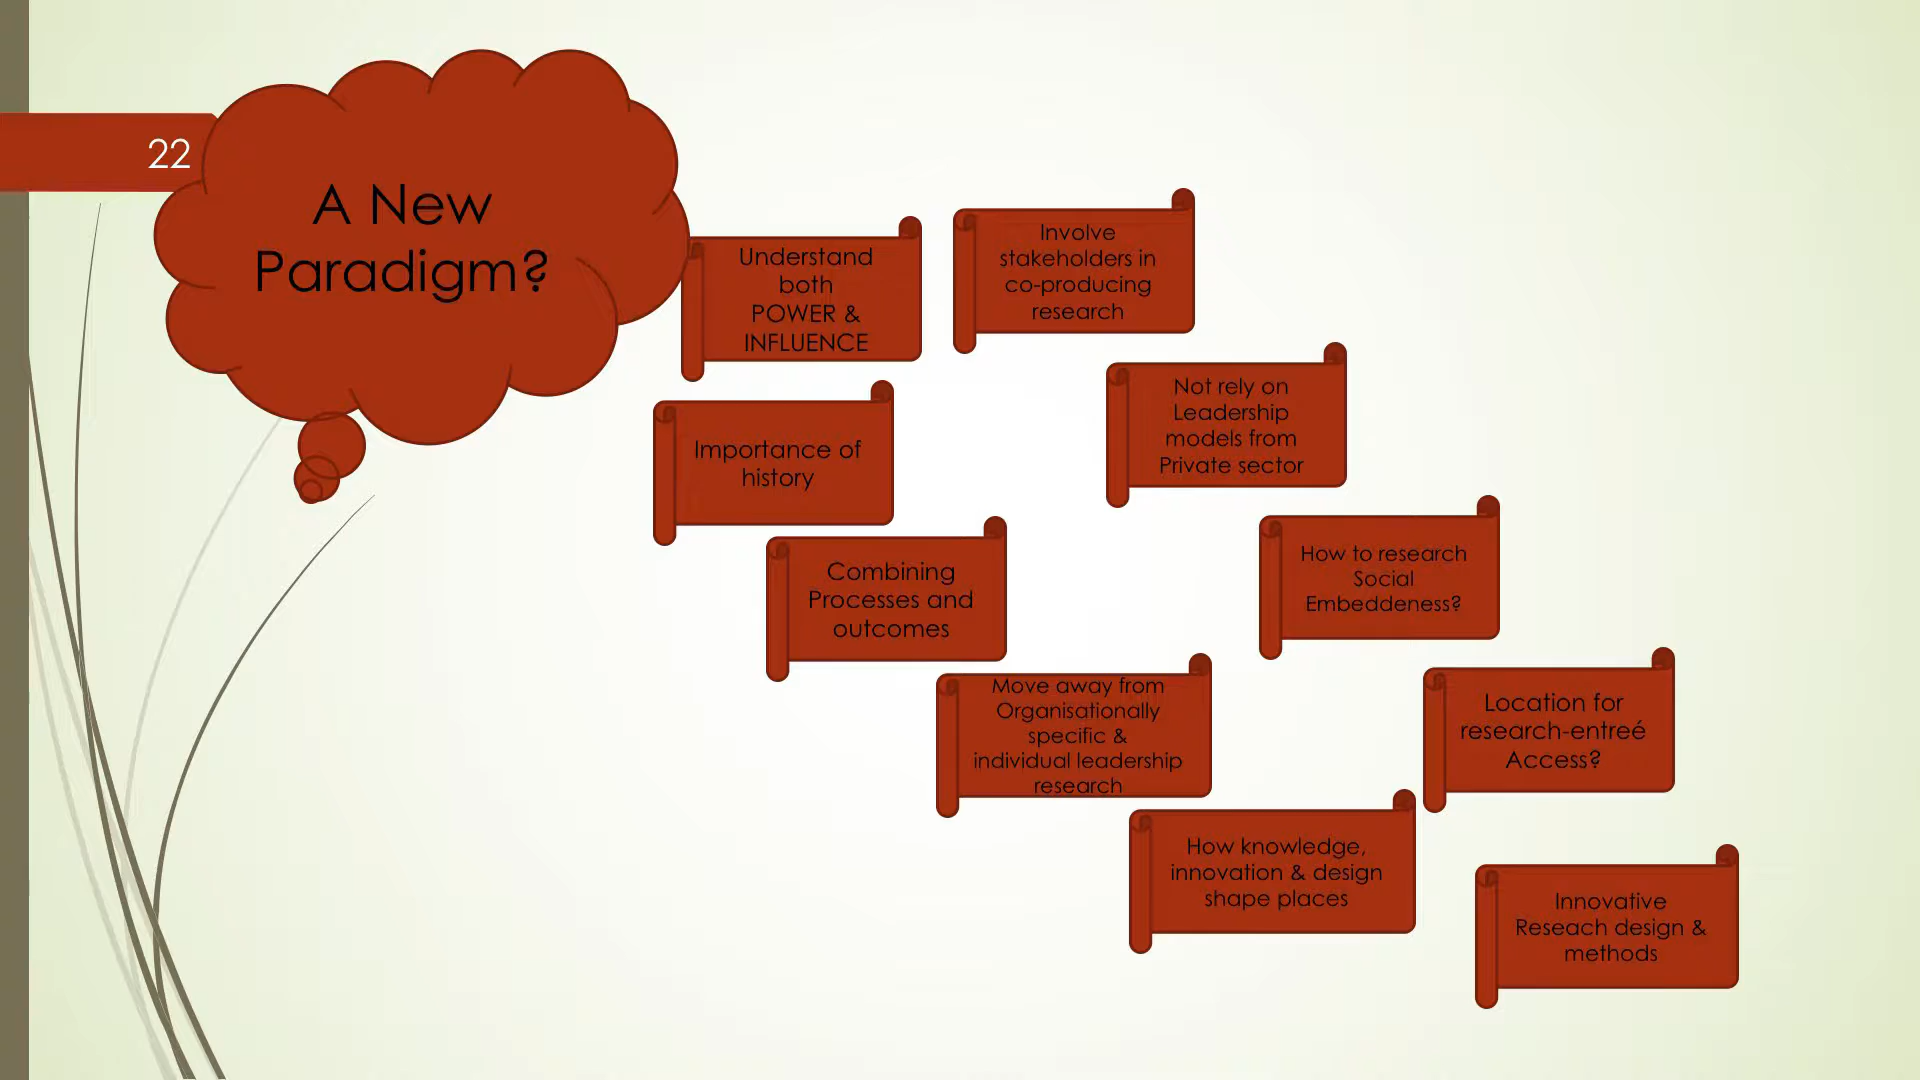 22
A New
Paradigm?
Understand
both
POWER &
INFLUENCE
Involve
stakeholders in
co-producing
research
Importance of
history
Not rely on
Leadership
models from
Private sector
Combining
Processes and
outcomes
How to research
Social
Embeddeness?
Move away from
Organisationally
specific &
individual leadership
research
Location for
research-entreé
Access?
How knowledge,
innovation & design
shape places
Innovative
Reseach design &
methods